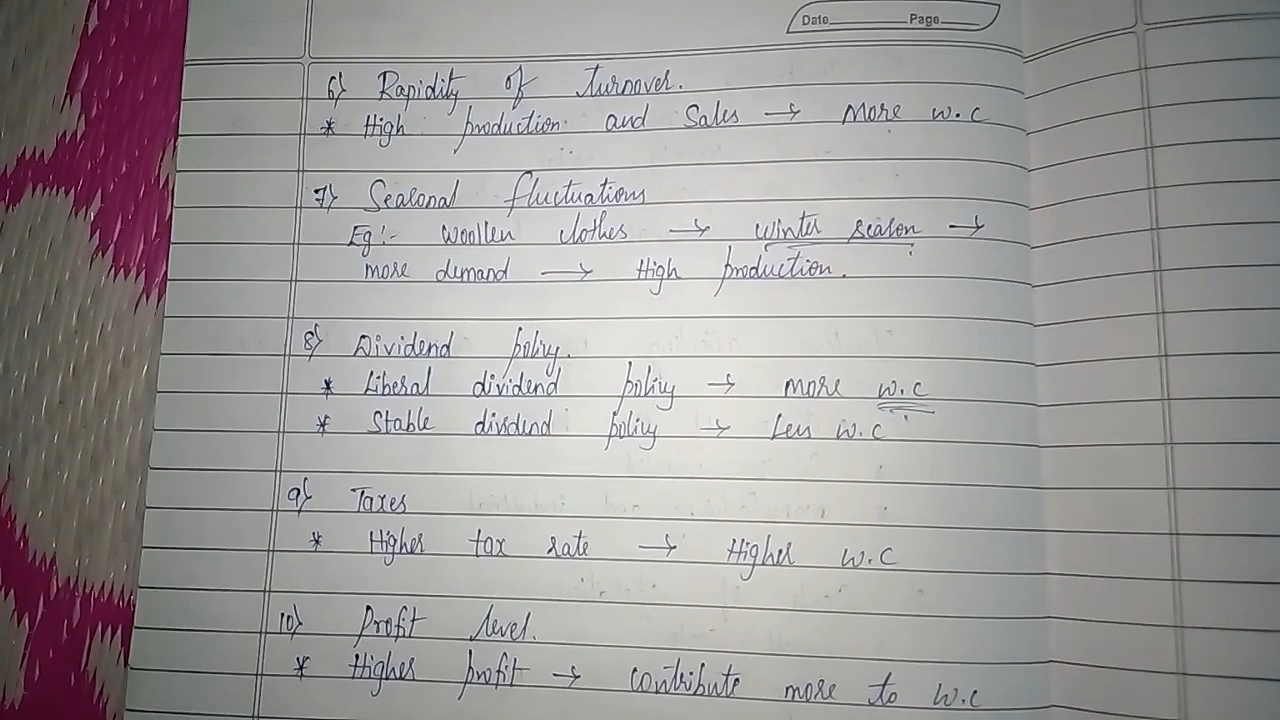 Date Page
6) Rapidity of turnover.
* High production and Sales → More w.c
7) Seasonal fluctuations
Eg:- woollen clothes → winter season →
more demand → High production.
8) Dividend policy.
* Liberal dividend policy → more w.c
* Stable dividend policy → Less w.c
9) Taxes
* Higher tax rate → Higher w.c
10) Profit level.
* Higher profit → contribute more to w.c